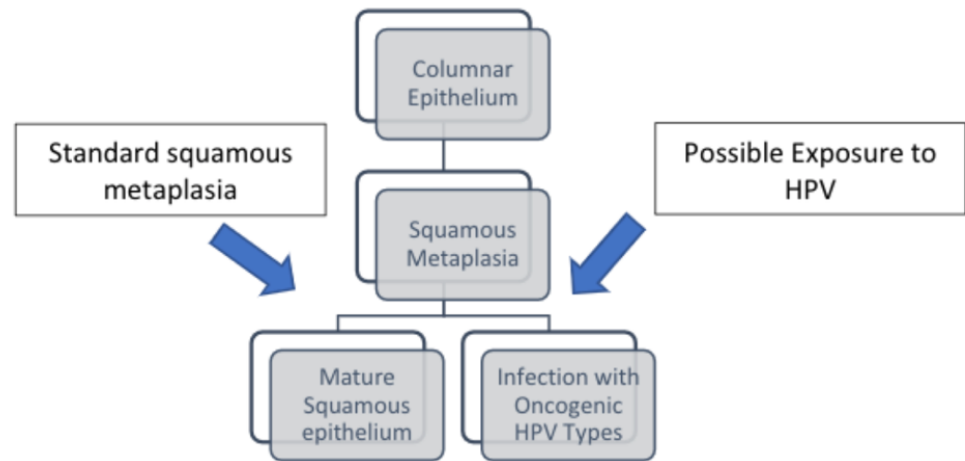 Columnar
Epithelium
Standard squamous
metaplasia
Possible Exposure to
HPV
Squamous
Metaplasia
Mature
Squamous
epithelium
Infection with
Oncogenic
HPV Types